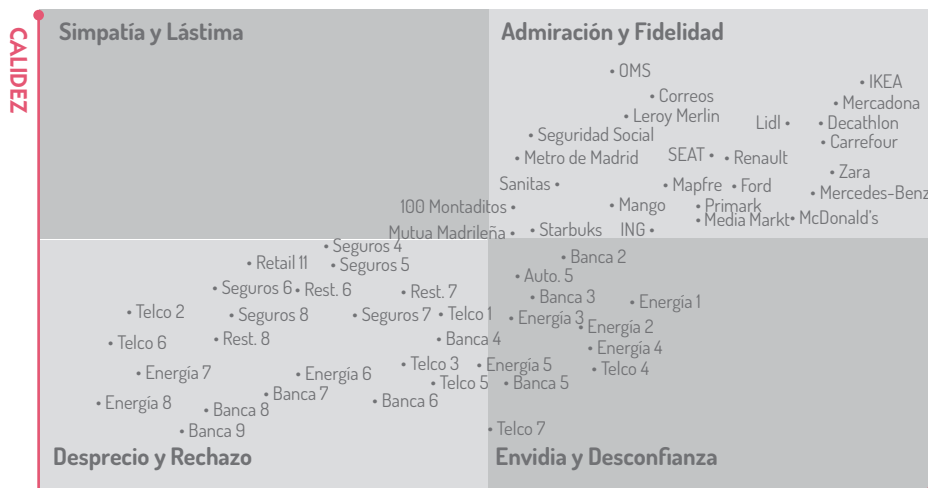 CALIDEZ
Simpatía y Lástima
Admiración y Fidelidad
OMS
IKEA
Correos
Mercadona
Leroy Merlin
Lidl
Decathlon
Seguridad Social
Carrefour
Metro de Madrid
SEAT
Renault
Zara
Sanitas
Mapfre
Ford
Mercedes-Benz
100 Montaditos
Mango
Primark
Media Markt
McDonald's
Mutua Madrileña
Starbuks
ING
Seguros 4
Retail 11
Seguros 5
Banca 2
Auto. 5
Seguros 6
Rest. 6
Rest. 7
Banca 3
Energía 1
Telco 2
Seguros 8
Seguros 7
Telco 1
Energía 3
Energía 2
Telco 6
Rest. 8
Banca 4
Energía 4
Energía 7
Energía 6
Telco 3
Energía 5
Telco 4
Telco 5
Banca 5
Energía 8
Banca 8
Banca 7
Banca 6
Banca 9
Telco 7
Desprecio y Rechazo
Envidia y Desconfianza